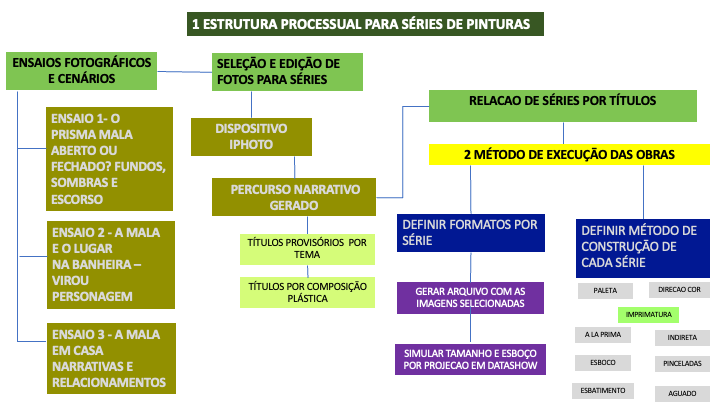 1 ESTRUTURA PROCESSUAL PARA SÉRIES DE PINTURAS
ENSAIOS FOTOGRÁFICOS
E CENÁRIOS
ENSAIO 1- O
PRISMA MALA
ABERTO OU
FECHADO? FUNDOS,
SOMBRAS E
ESCORSO
ENSAIO 2 - A MALA
E O LUGAR
NA BANHEIRA –
VIROU
PERSONAGEM
ENSAIO 3 - A MALA
EM CASA
NARRATIVAS E
RELACIONAMENTOS
SELEÇÃO E EDIÇÃO DE
FOTOS PARA SÉRIES
DISPOSITIVO
IPHOTO
PERCURSO NARRATIVO
GERADO
TÍTULOS PROVISÓRIOS POR
TEMA
TÍTULOS POR COMPOSIÇÃO
PLÁSTICA
RELACAO DE SÉRIES POR TÍTULOS
2 MÉTODO DE EXECUÇÃO DAS OBRAS
DEFINIR FORMATOS POR
SÉRIE
GERAR ARQUIVO COM AS
IMAGENS SELECIONADAS
SIMULAR TAMANHO E ESBOÇO
POR PROJECAO EM DATASHOW
DEFINIR MÉTODO DE
CONSTRUÇÃO DE
CADA SÉRIE
PALETA
DIRECAO COR
IMPRIMATURA
A LA PRIMA
INDIRETA
ESBOCO
PINCELADAS
ESBATIMENTO
AGUADO